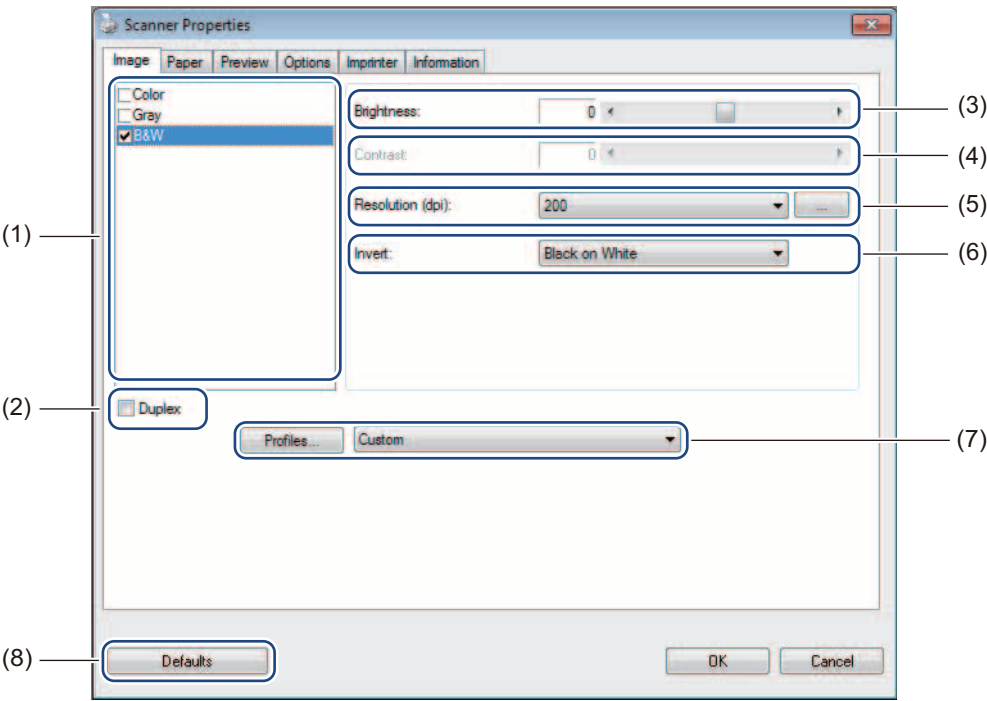 Scanner Properties
Image Paper Preview Options Imprinter Information
Color
Gray
B&W
Brightness: 0
(3)
Contrast: 0
(4)
Resolution (dpi): 200 ...
(5)
(1)
Invert: Black on White
(6)
(2)
Duplex
Profiles... Custom
(7)
(8)
Defaults OK Cancel